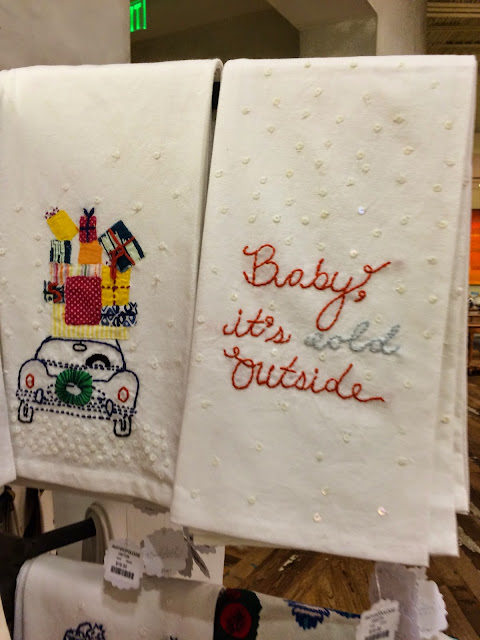 Baby,
it's cold
outside